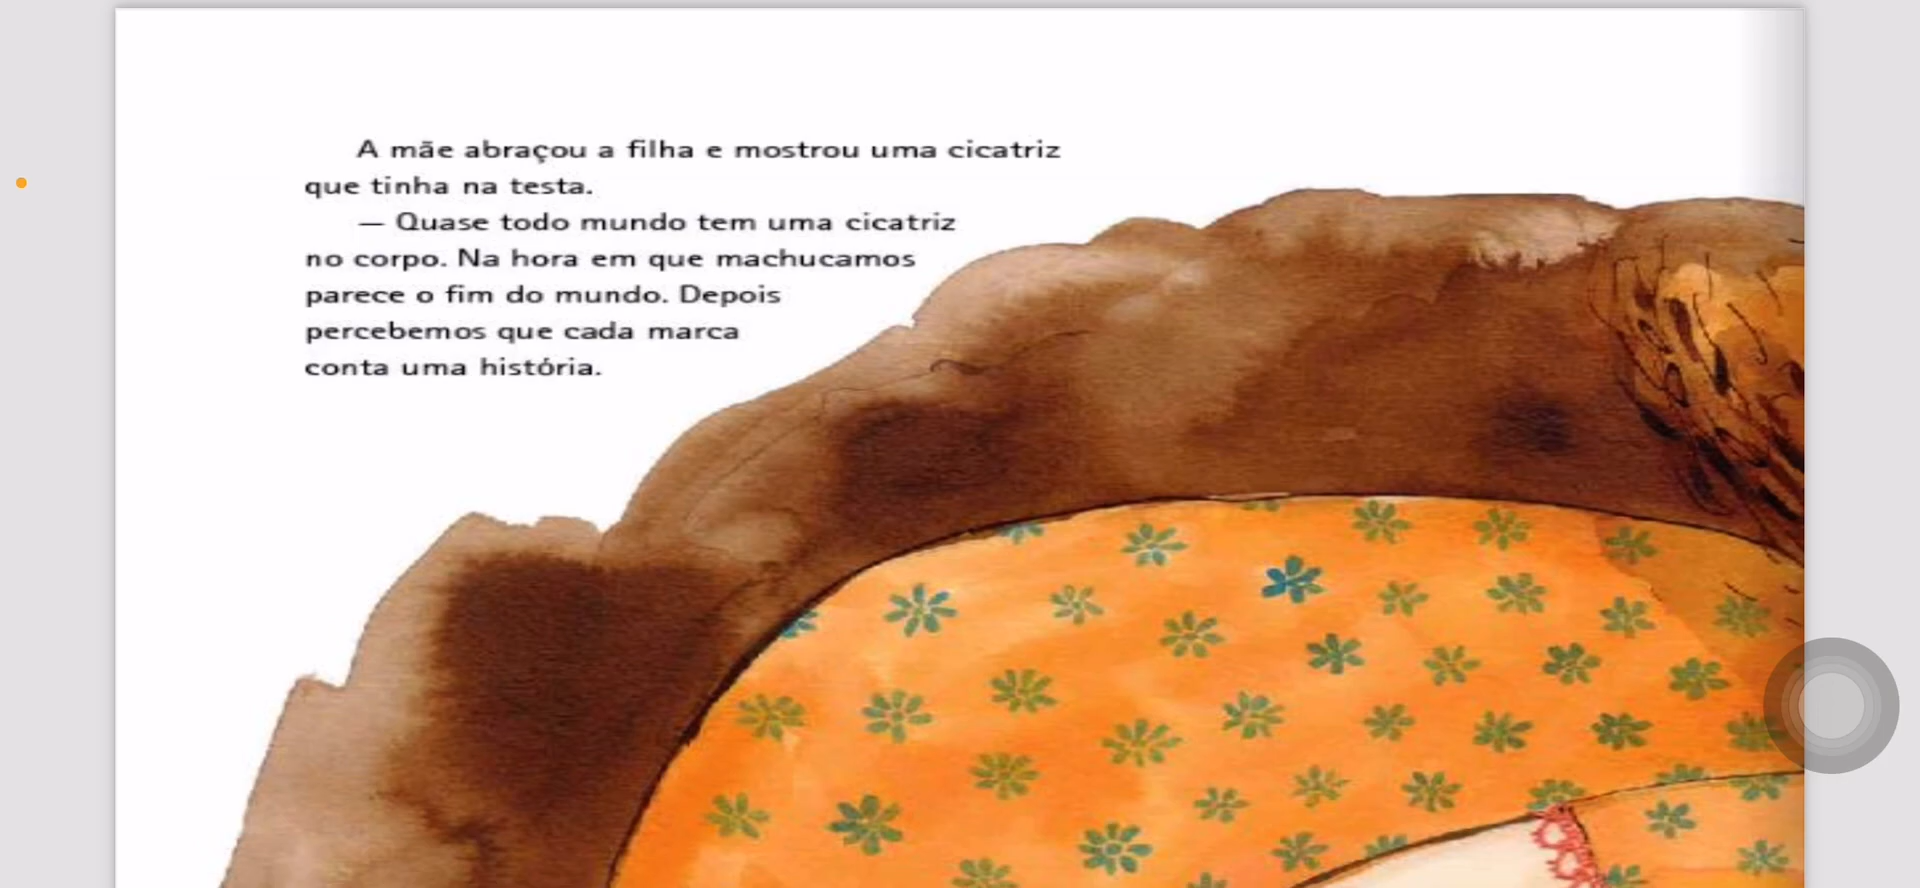 A mãe abraçou a filha e mostrou uma cicatriz
que tinha na testa.
— Quase todo mundo tem uma cicatriz
no corpo. Na hora em que machucamos
parece o fim do mundo. Depois
percebemos que cada marca
conta uma história.